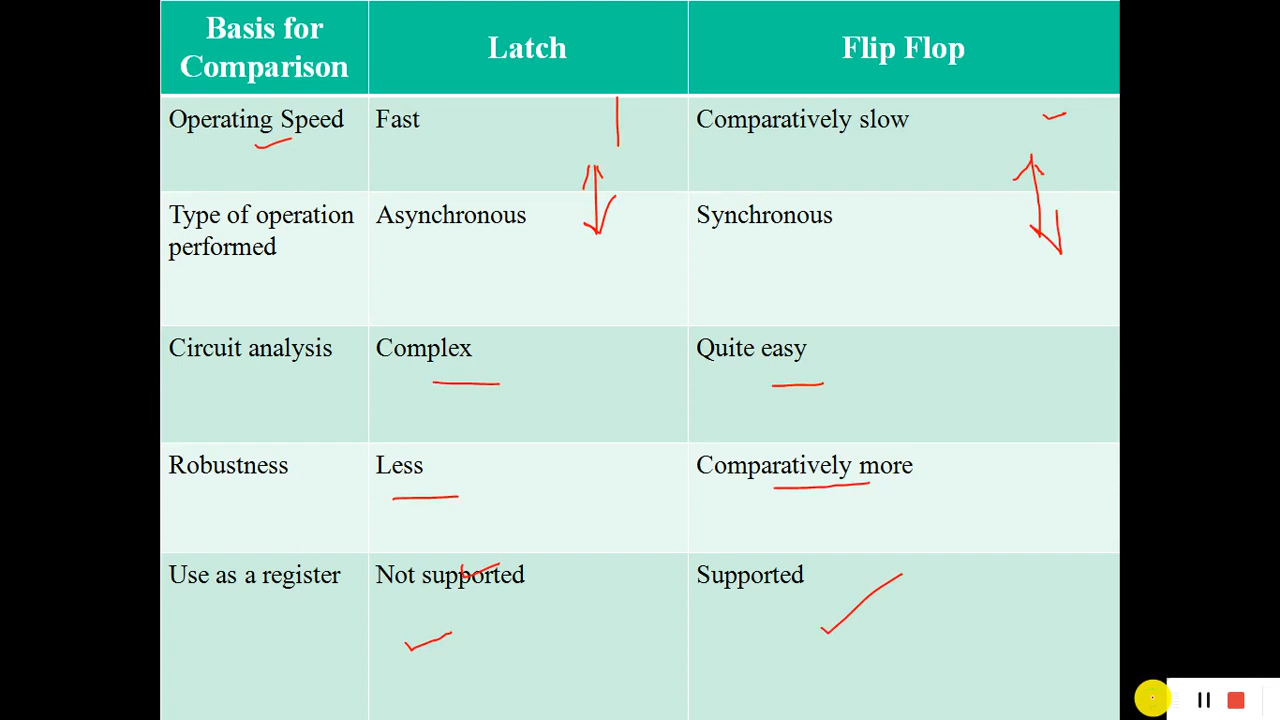 Basis for
Comparison
Latch
Flip Flop
Operating Speed
Fast
Comparatively slow
Type of operation
performed
Asynchronous
Synchronous
Circuit analysis
Complex
Quite easy
Robustness
Less
Comparatively more
Use as a register
Not supported
Supported